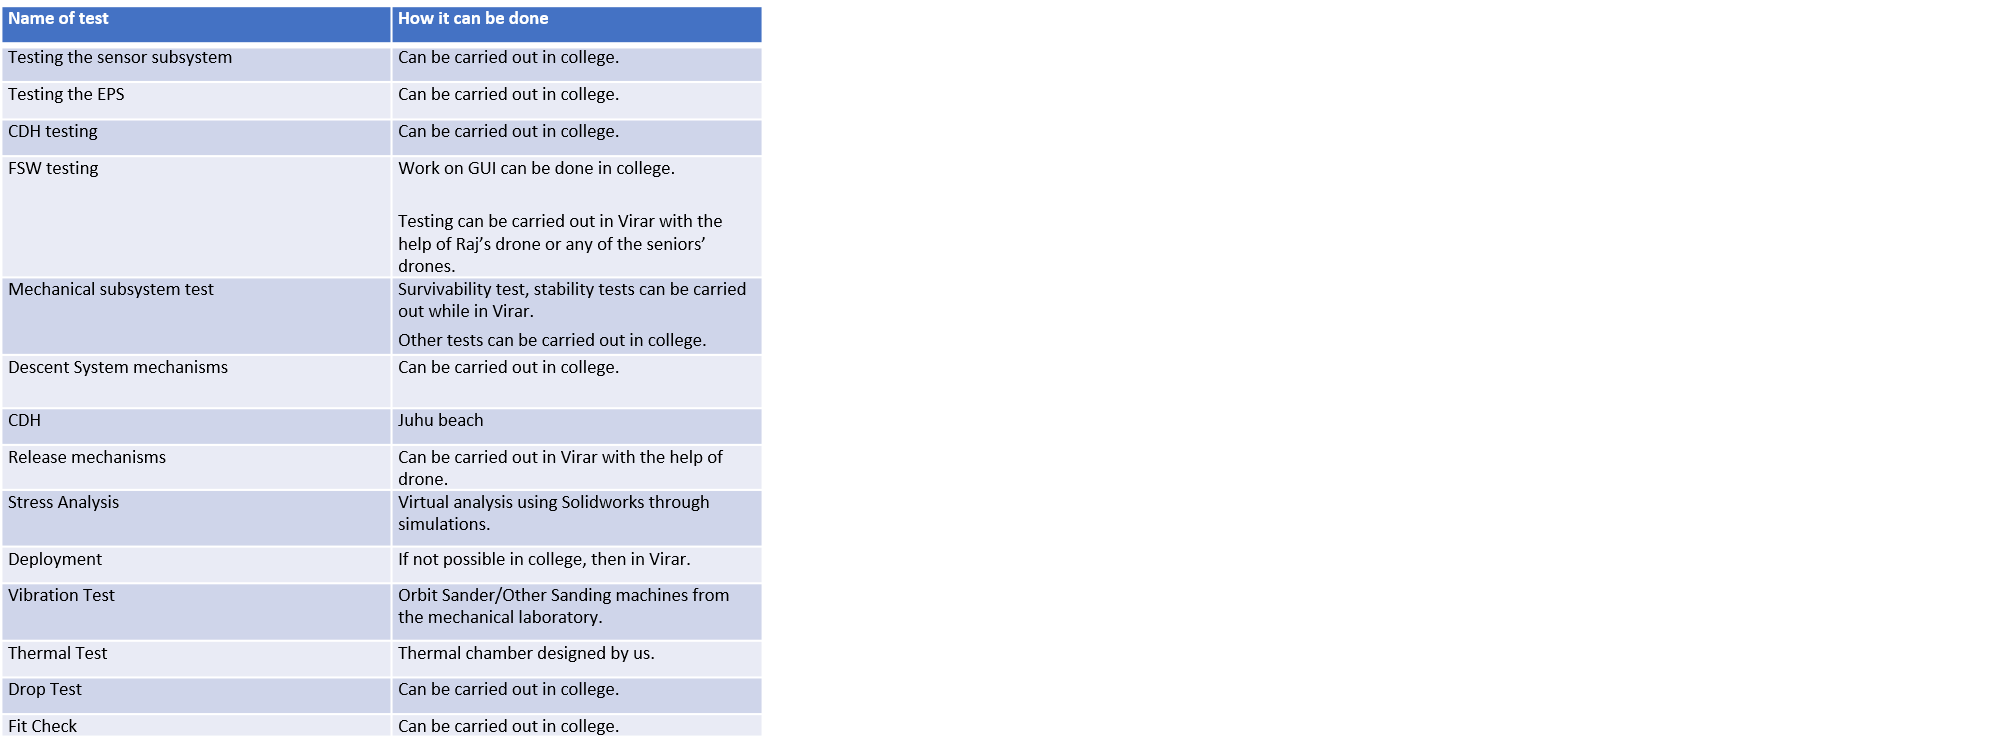 Name of test
How it can be done
Testing the sensor subsystem
Can be carried out in college.
Testing the EPS
Can be carried out in college.
CDH testing
Can be carried out in college.
FSW testing
Work on GUI can be done in college.
Testing can be carried out in Virar with the
help of Raj’s drone or any of the seniors’
drones.
Mechanical subsystem test
Survivability test, stability tests can be carried
out while in Virar.
Other tests can be carried out in college.
Descent System mechanisms
Can be carried out in college.
CDH
Juhu beach
Release mechanisms
Can be carried out in Virar with the help of
drone.
Stress Analysis
Virtual analysis using Solidworks through
simulations.
Deployment
If not possible in college, then in Virar.
Vibration Test
Orbit Sander/Other Sanding machines from
the mechanical laboratory.
Thermal Test
Thermal chamber designed by us.
Drop Test
Can be carried out in college.
Fit Check
Can be carried out in college.